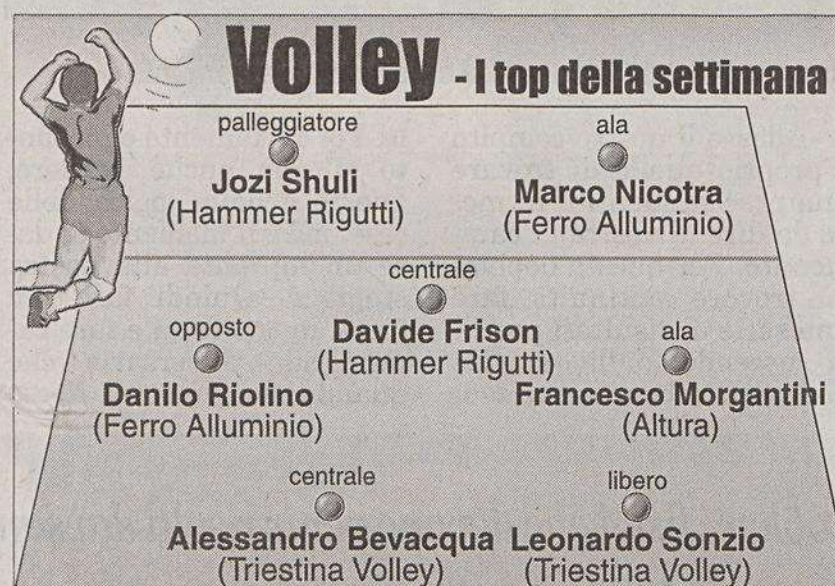 Volley - I top della settimana
palleggiatore
Jozi Shuli
(Hammer Rigutti)
ala
Marco Nicotra
(Ferro Alluminio)
centrale
Davide Frison
(Hammer Rigutti)
opposto
Danilo Riolino
(Ferro Alluminio)
ala
Francesco Morgantini
(Altura)
centrale
Alessandro Bevacqua
(Triestina Volley)
libero
Leonardo Sonzio
(Triestina Volley)